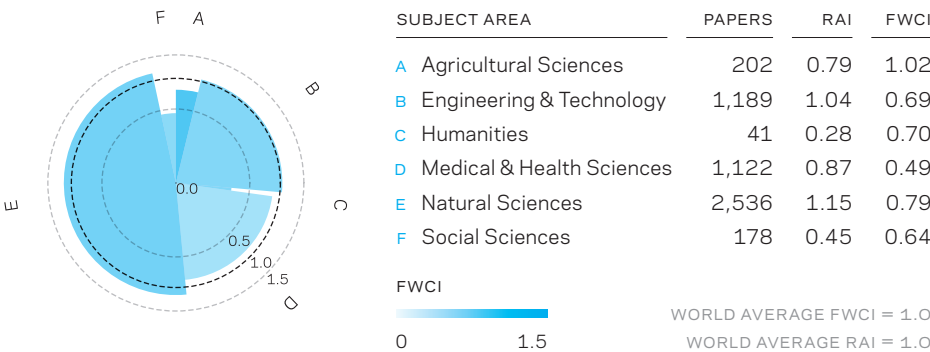 F A
B
E
C
D
0.0
0.5
1.0
1.5
SUBJECT AREA PAPERS RAI FWCI
A Agricultural Sciences 202 0.79 1.02
B Engineering & Technology 1,189 1.04 0.69
C Humanities 41 0.28 0.70
D Medical & Health Sciences 1,122 0.87 0.49
E Natural Sciences 2,536 1.15 0.79
F Social Sciences 178 0.45 0.64
FWCI
0 1.5
WORLD AVERAGE FWCI = 1.0
WORLD AVERAGE RAI = 1.0